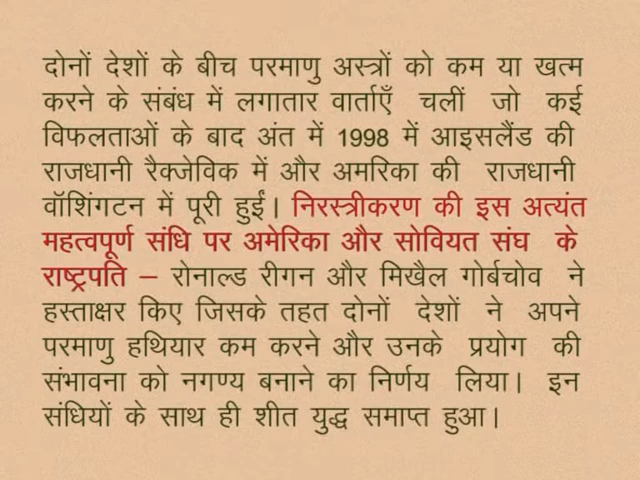 दोनों देशों के बीच परमाणु अस्त्रों को कम या खत्म
करने के संबंध में लगातार वार्ताएँ चलीं जो कई
विफलताओं के बाद अंत में 1998 में आइसलैंड की
राजधानी रैक्जेविक में और अमरिका की राजधानी
वॉशिंगटन में पूरी हुईं। निरस्त्रीकरण की इस अत्यंत
महत्वपूर्ण संधि पर अमेरिका और सोवियत संघ के
राष्ट्रपति – रोनाल्ड रीगन और मिखैल गोर्बचोव ने
हस्ताक्षर किए जिसके तहत दोनों देशों ने अपने
परमाणु हथियार कम करने और उनके प्रयोग की
संभावना को नगण्य बनाने का निर्णय लिया। इन
संधियों के साथ ही शीत युद्ध समाप्त हुआ।